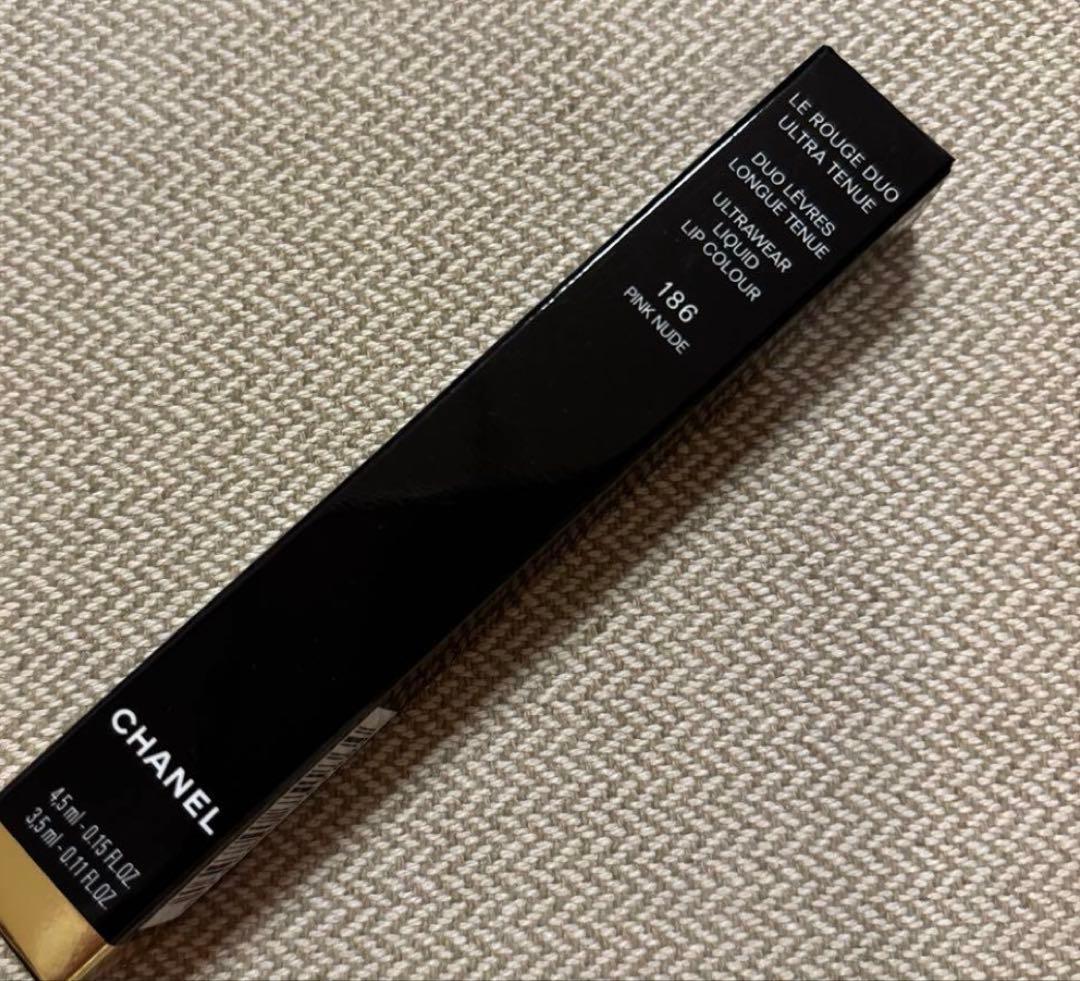 LE ROUGE DUO
ULTRA TENUE
DUO LÈVRES
LONGUE TENUE
ULTRAWEAR
LIQUID
LIP COLOUR
186
PINK NUDE
CHANEL
4,5 ml - 0.15 FL.OZ.
3,5 ml - 0.11 FL.OZ.